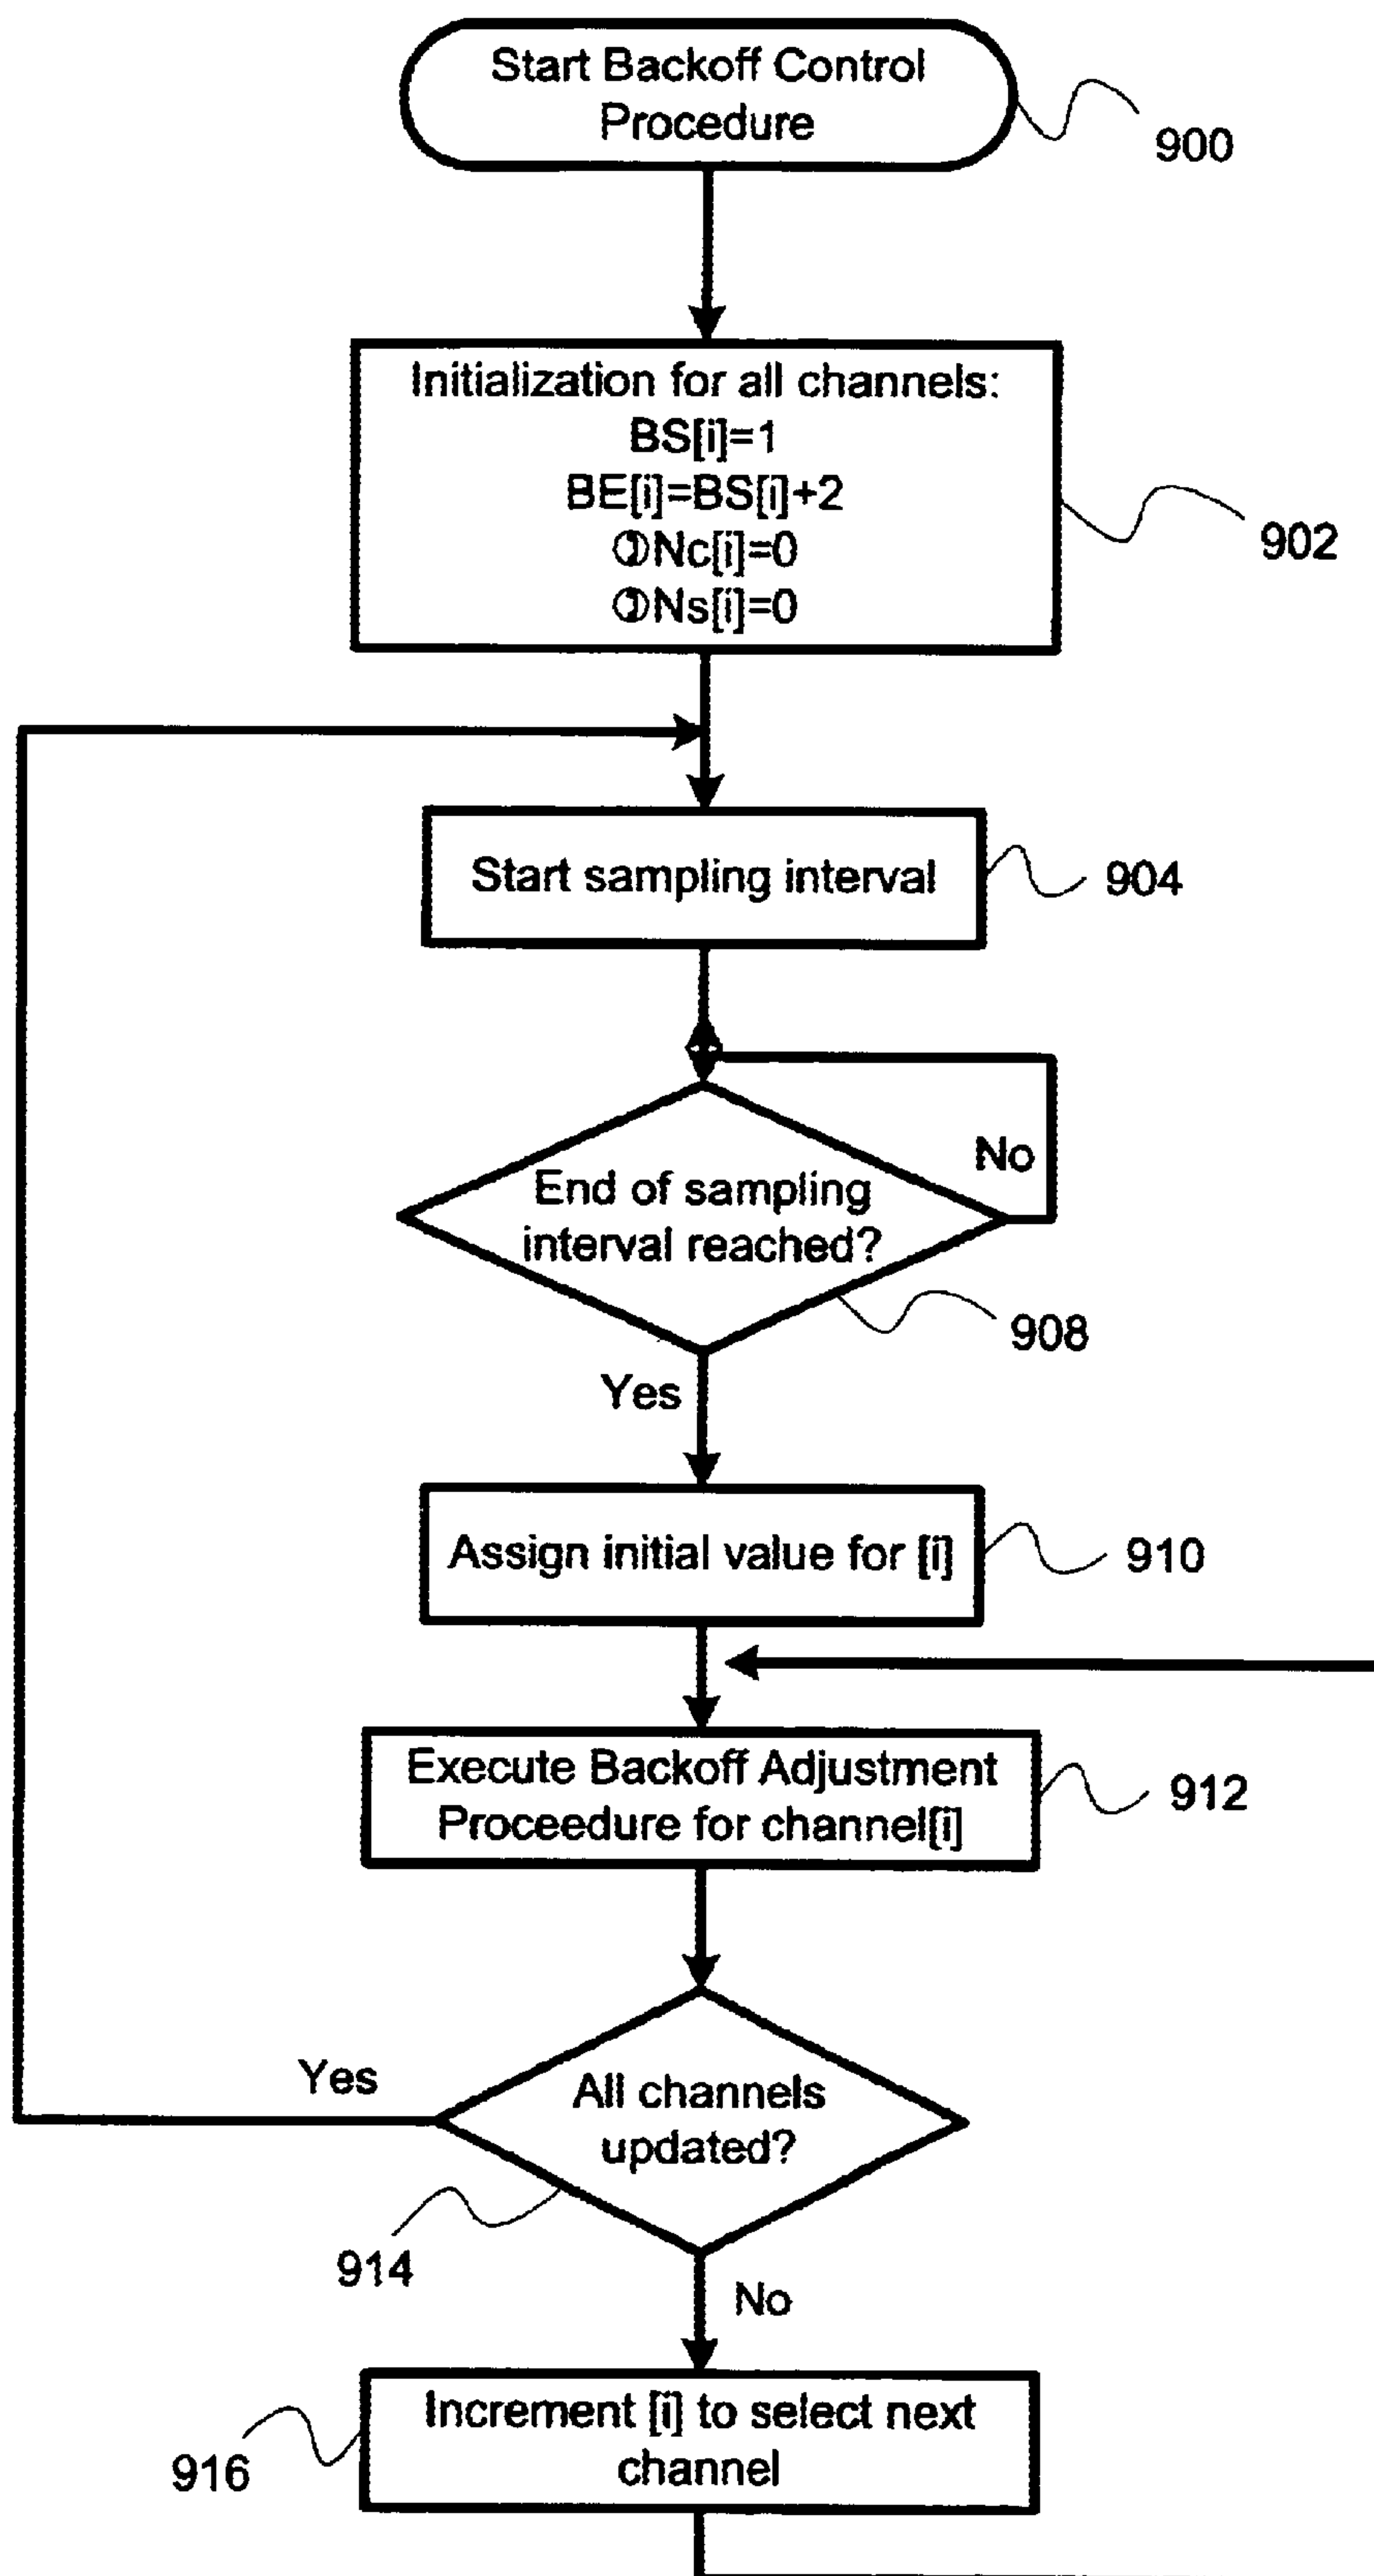 Start Backoff Control
Procedure
900
Initialization for all channels:
BS[i]=1
BE[i]=BS[i]+2
Nc[i]=0
Ns[i]=0
902
Start sampling interval
904
No
End of sampling
interval reached?
908
Yes
Assign initial value for [i]
910
Execute Backoff Adjustment
Proceedure for channel[i]
912
Yes
All channels
updated?
914
No
Increment [i] to select next
channel
916